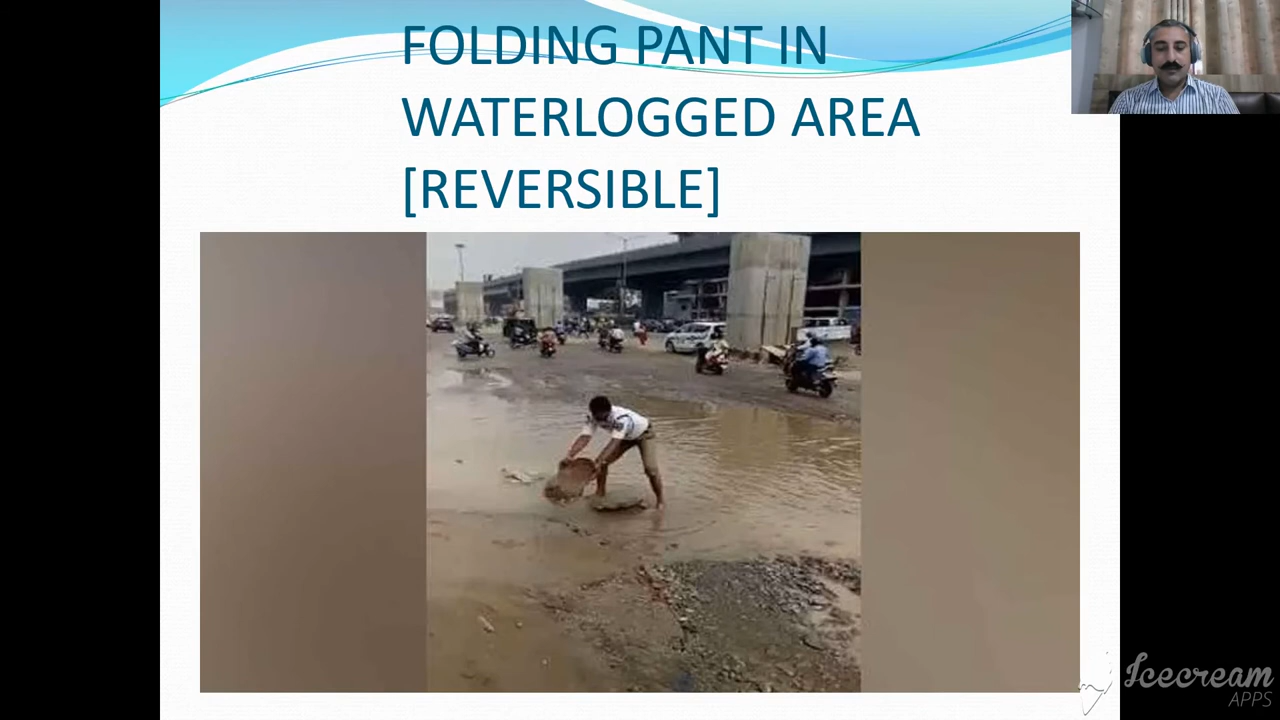 FOLDING PANT IN
WATERLOGGED AREA
[REVERSIBLE]
Icecream
APPS